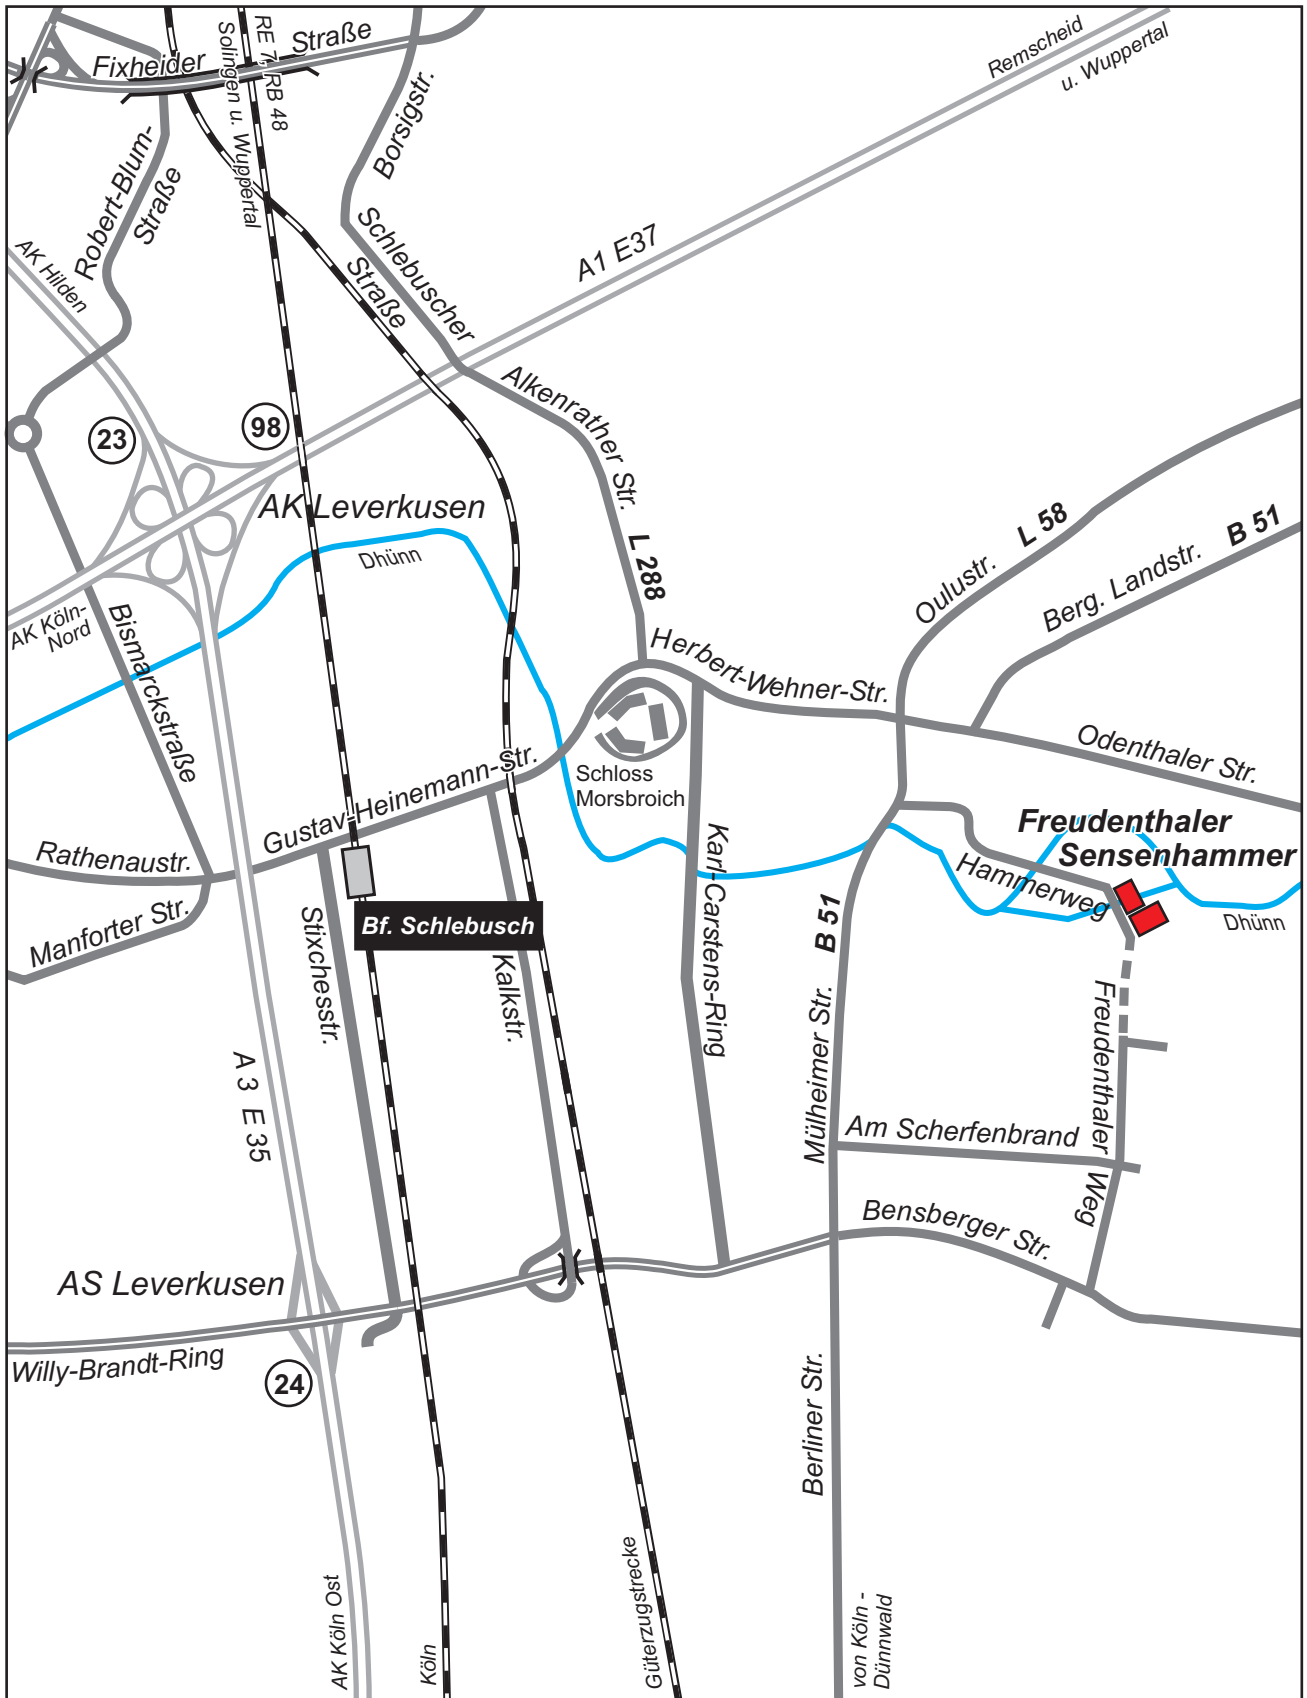 Fixheider
Straße
RE 7, RB 48
Solingen u. Wuppertal
Borsigstr.
Remscheid
u. Wuppertal
Robert-Blum-
Straße
AK Hilden
Schlebuscher
Straße
A1 E37
Alkenrather Str.
L 288
23
98
AK Leverkusen
Dhünn
L 58
Oulustr.
B 51
Berg. Landstr.
AK Köln-
Nord
Bismarckstraße
Herbert-Wehner-Str.
Odenthaler Str.
Gustav-Heinemann-Str.
Schloss
Morsbroich
Rathenaustr.
Manforter Str.
Karl-Carstens-Ring
Freudenthaler
Sensenhammer
Hammerweg
Dhünn
Bf. Schlebusch
Stixchesstr.
Kalkstr.
B 51
Mülheimer Str.
Freudenthaler
Weg
A 3 E 35
Am Scherfenbrand
Bensberger Str.
AS Leverkusen
Willy-Brandt-Ring
24
Berliner Str.
AK Köln Ost
Köln
Güterzugstrecke
von Köln -
Dünnwald